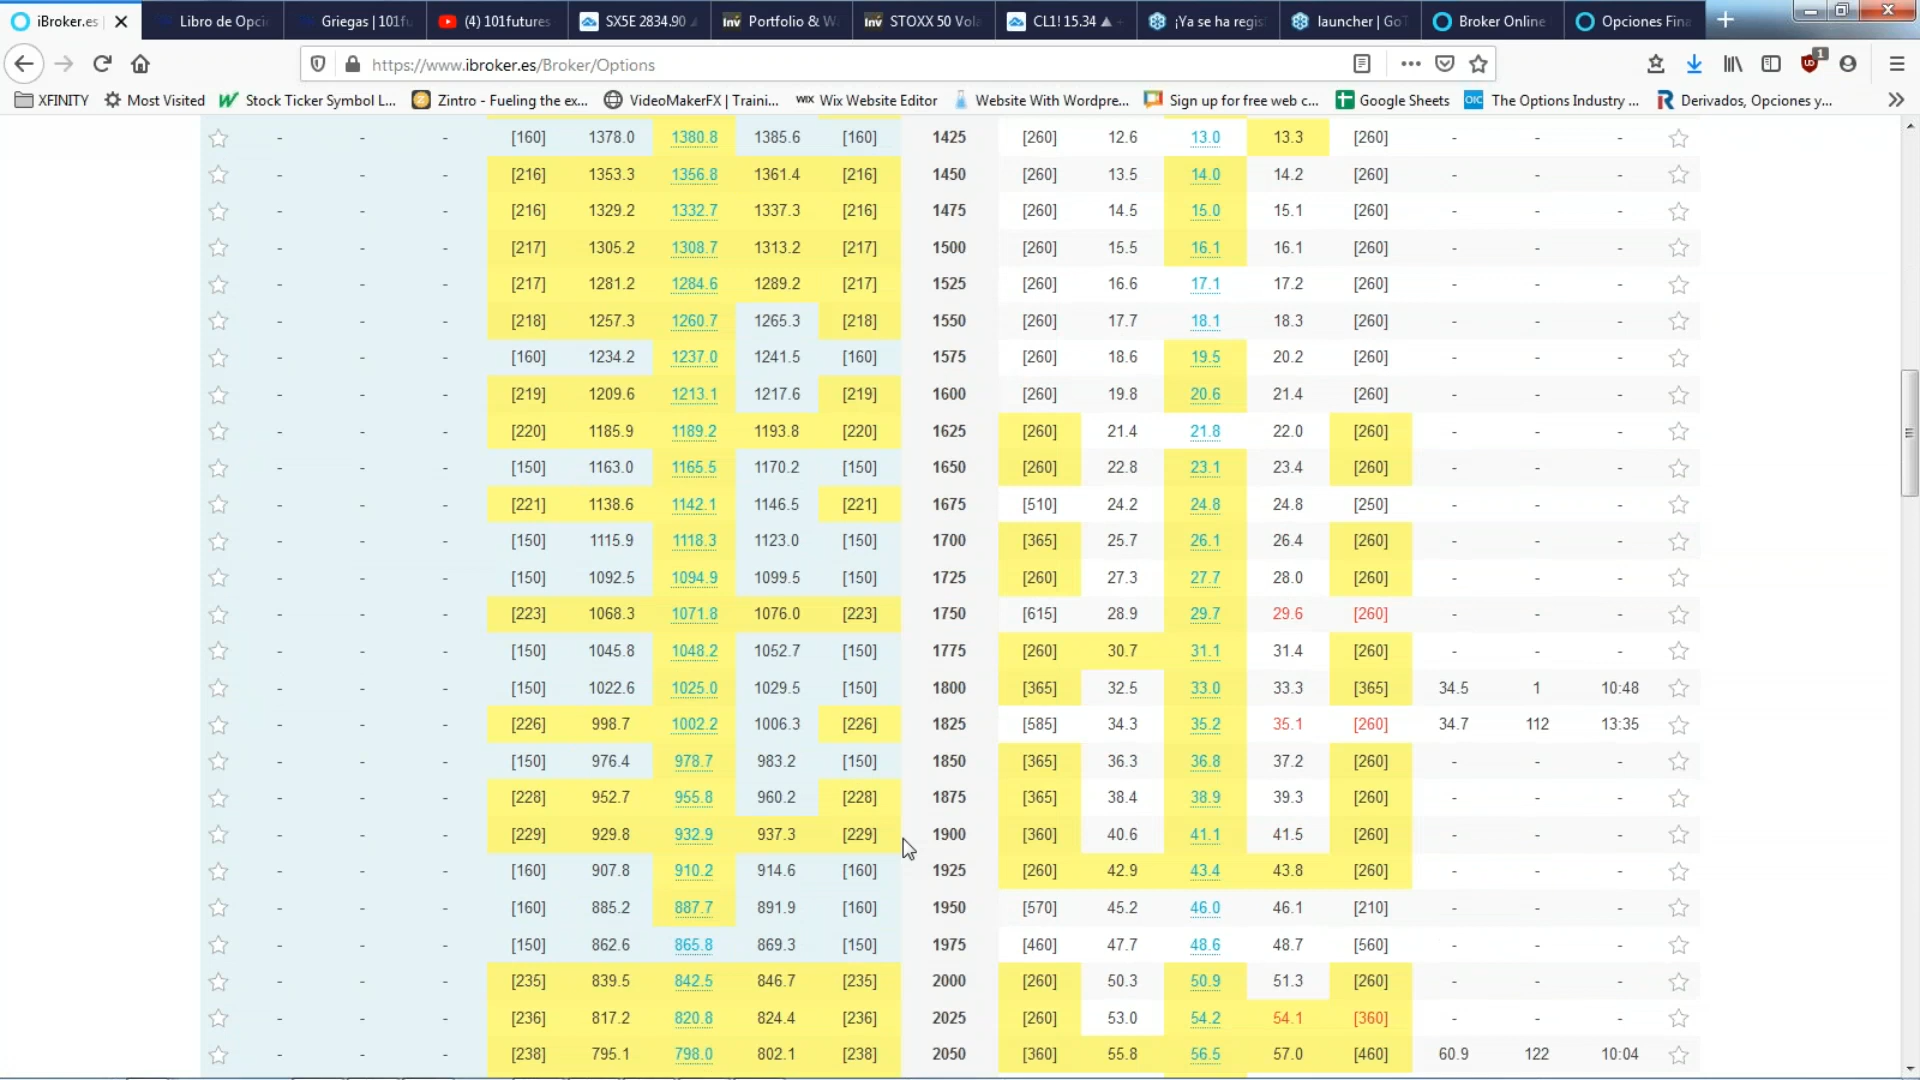 iBroker.es
Libro de Opci
Griegas | 101fu
(4) 101futures
SX5E 2834.90
Portfolio & W
STOXX 50 Vola
CL1! 15.34
¡Ya se ha regis
launcher | GoT
Broker Online
Opciones Fina
https://www.ibroker.es/Broker/Options
1
XFINITY Most Visited Stock Ticker Symbol L... Zintro - Fueling the ex... VideoMakerFX | Traini... WIX Wix Website Editor Website With Wordpre... Sign up for free web c... Google Sheets OIC The Options Industry ... Derivados, Opciones y...
- - - [160] 1378.0 1380.8 1385.6 [160] 1425 [260] 12.6 13.0 13.3 [260] - - -
- - - [216] 1353.3 1356.8 1361.4 [216] 1450 [260] 13.5 14.0 14.2 [260] - - -
- - - [216] 1329.2 1332.7 1337.3 [216] 1475 [260] 14.5 15.0 15.1 [260] - - -
- - - [217] 1305.2 1308.7 1313.2 [217] 1500 [260] 15.5 16.1 16.1 [260] - - -
- - - [217] 1281.2 1284.6 1289.2 [217] 1525 [260] 16.6 17.1 17.2 [260] - - -
- - - [218] 1257.3 1260.7 1265.3 [218] 1550 [260] 17.7 18.1 18.3 [260] - - -
- - - [160] 1234.2 1237.0 1241.5 [160] 1575 [260] 18.6 19.5 20.2 [260] - - -
- - - [219] 1209.6 1213.1 1217.6 [219] 1600 [260] 19.8 20.6 21.4 [260] - - -
- - - [220] 1185.9 1189.2 1193.8 [220] 1625 [260] 21.4 21.8 22.0 [260] - - -
- - - [150] 1163.0 1165.5 1170.2 [150] 1650 [260] 22.8 23.1 23.4 [260] - - -
- - - [221] 1138.6 1142.1 1146.5 [221] 1675 [510] 24.2 24.8 24.8 [250] - - -
- - - [150] 1115.9 1118.3 1123.0 [150] 1700 [365] 25.7 26.1 26.4 [260] - - -
- - - [150] 1092.5 1094.9 1099.5 [150] 1725 [260] 27.3 27.7 28.0 [260] - - -
- - - [223] 1068.3 1071.8 1076.0 [223] 1750 [615] 28.9 29.7 29.6 [260] - - -
- - - [150] 1045.8 1048.2 1052.7 [150] 1775 [260] 30.7 31.1 31.4 [260] - - -
- - - [150] 1022.6 1025.0 1029.5 [150] 1800 [365] 32.5 33.0 33.3 [365] 34.5 1 10:48
- - - [226] 998.7 1002.2 1006.3 [226] 1825 [585] 34.3 35.2 35.1 [260] 34.7 112 13:35
- - - [150] 976.4 978.7 983.2 [150] 1850 [365] 36.3 36.8 37.2 [260] - - -
- - - [228] 952.7 955.8 960.2 [228] 1875 [365] 38.4 38.9 39.3 [260] - - -
- - - [229] 929.8 932.9 937.3 [229] 1900 [360] 40.6 41.1 41.5 [260] - - -
- - - [160] 907.8 910.2 914.6 [160] 1925 [260] 42.9 43.4 43.8 [260] - - -
- - - [160] 885.2 887.7 891.9 [160] 1950 [570] 45.2 46.0 46.1 [210] - - -
- - - [150] 862.6 865.8 869.3 [150] 1975 [460] 47.7 48.6 48.7 [560] - - -
- - - [235] 839.5 842.5 846.7 [235] 2000 [260] 50.3 50.9 51.3 [260] - - -
- - - [236] 817.2 820.8 824.4 [236] 2025 [260] 53.0 54.2 54.1 [360] - - -
- - - [238] 795.1 798.0 802.1 [238] 2050 [360] 55.8 56.5 57.0 [460] 60.9 122 10:04